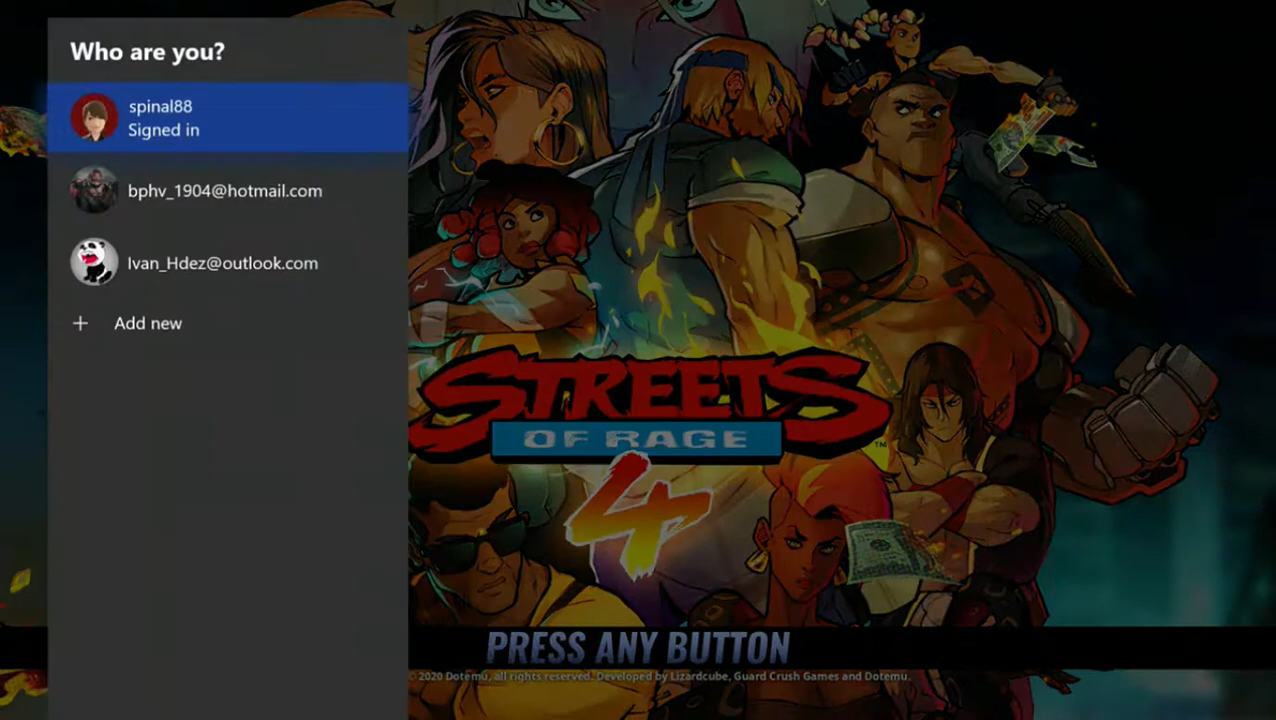 Who are you?
spinal88
Signed in
bphv_1904@hotmail.com
Ivan_Hdez@outlook.com
+ Add new
STREETS
OF RAGE
4
™
PRESS ANY BUTTON
© 2020 Dotemu, all rights reserved. Developed by Lizardcube, Guard Crush Games and Dotemu.